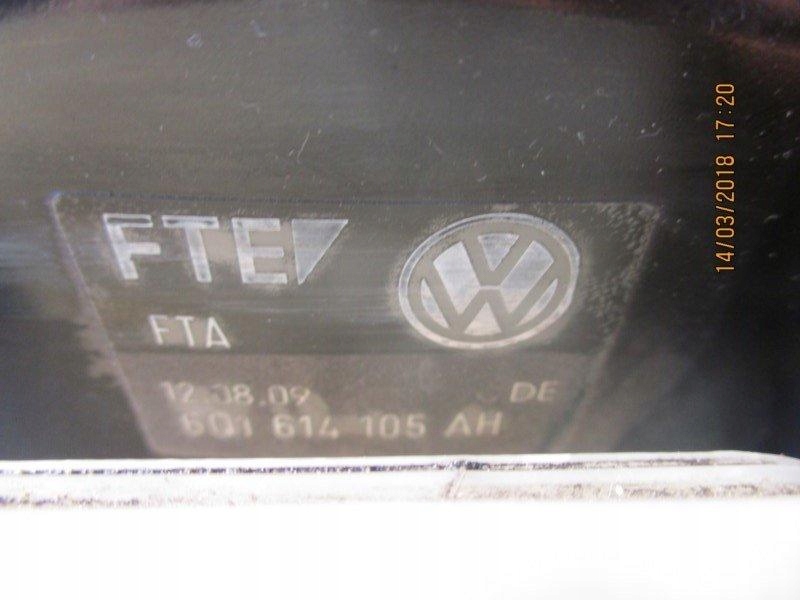 FTE
FTA
12.08.09 DE
6Q1 614 105 AH
14/03/2018 17:20